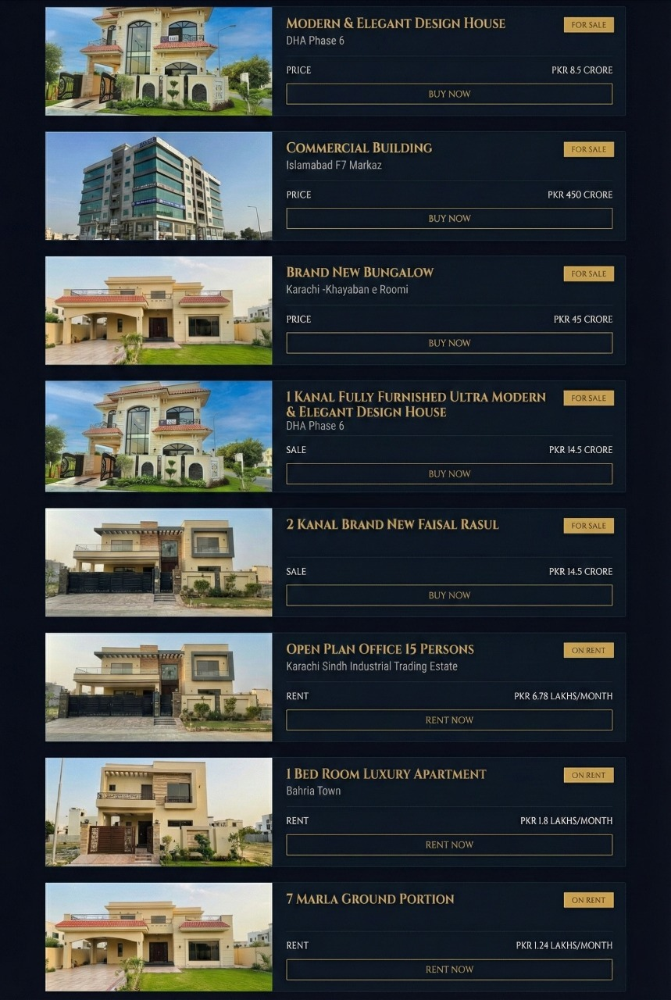 MODERN & ELEGANT DESIGN HOUSE
FOR SALE
DHA Phase 6
PRICE
PKR 8.5 CRORE
BUY NOW
COMMERCIAL BUILDING
FOR SALE
Islamabad F7 Markaz
PRICE
PKR 450 CRORE
BUY NOW
BRAND NEW BUNGALOW
FOR SALE
Karachi -Khayaban e Roomi
PRICE
PKR 45 CRORE
BUY NOW
1 KANAL FULLY FURNISHED ULTRA MODERN
FOR SALE
& ELEGANT DESIGN HOUSE
DHA Phase 6
SALE
PKR 14.5 CRORE
BUY NOW
2 KANAL BRAND NEW FAISAL RASUL
FOR SALE
SALE
PKR 14.5 CRORE
BUY NOW
OPEN PLAN OFFICE 15 PERSONS
ON RENT
Karachi Sindh Industrial Trading Estate
RENT
PKR 6.78 LAKHS/MONTH
RENT NOW
1 BED ROOM LUXURY APARTMENT
ON RENT
Bahria Town
RENT
PKR 1.8 LAKHS/MONTH
RENT NOW
7 MARLA GROUND PORTION
ON RENT
RENT
PKR 1.24 LAKHS/MONTH
RENT NOW